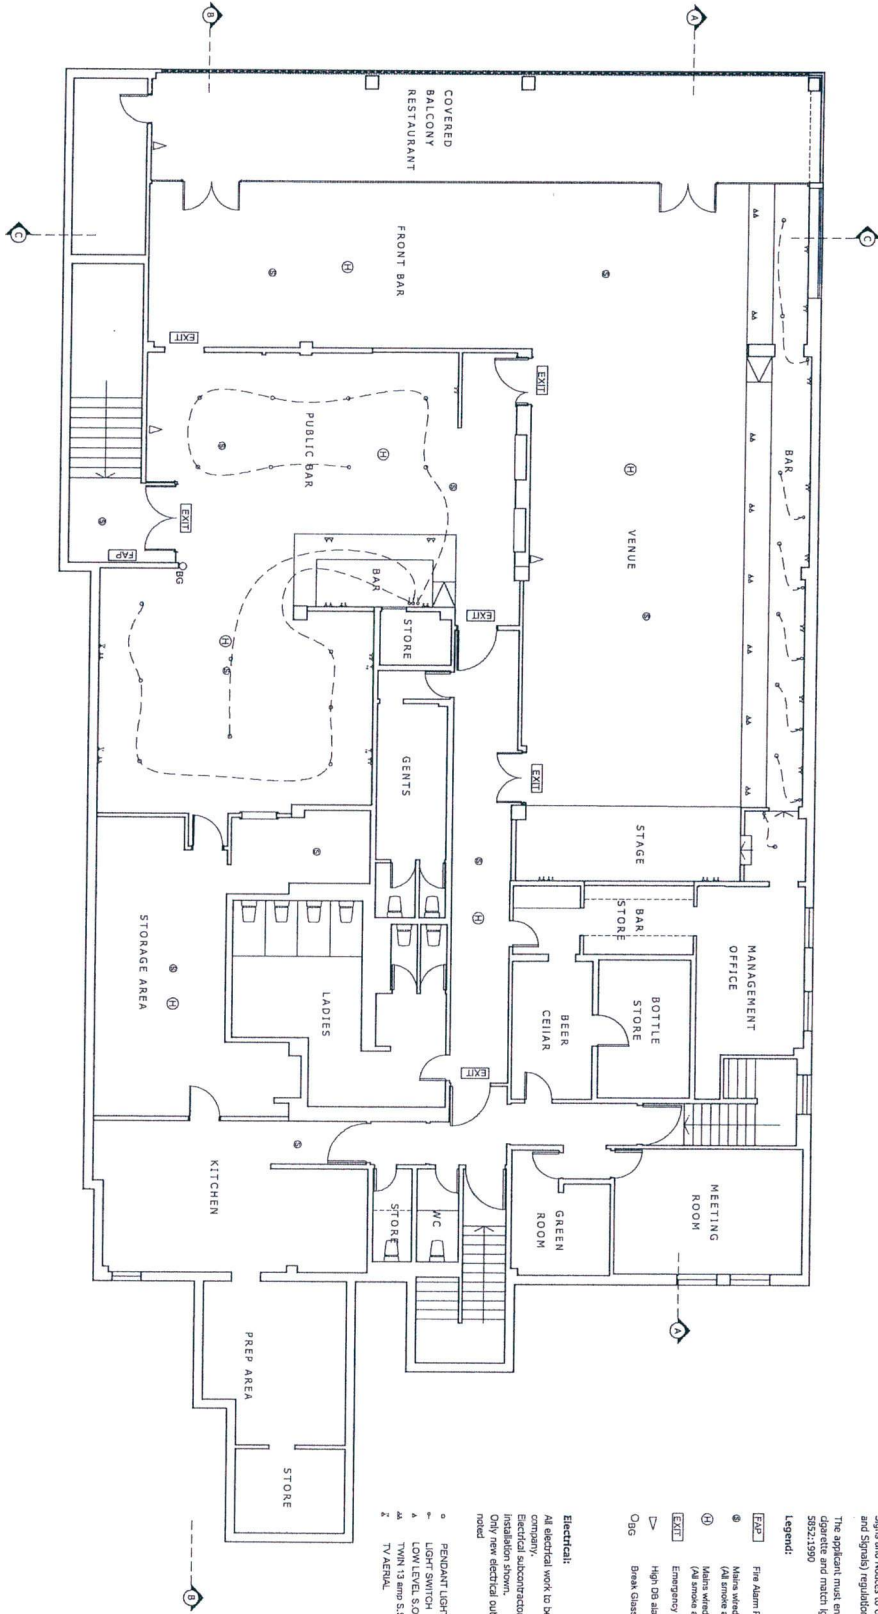 B
A
COVERED
BALCONY
RESTAURANT
C
C
FRONT BAR
EXIT
EXIT
PUBLIC BAR
BAR
VENUE
EXIT
FAP
BG
BAR
STORE
EXIT
EXIT
GENTS
STAGE
BAR
STORE
MANAGEMENT
OFFICE
STORAGE AREA
LADIES
BEER
CEllAR
BOTTLE
STORE
EXIT
KITCHEN
STORE
WC
GREEN
ROOM
MEETING
ROOM
A
PREP AREA
STORE
B
and Signals) regulation
The applicant must en
cigarette and match ig
5852:1990
Legend:
FAP Fire Alarm P
S Mains wired
(All smoke a
H Mains wired
(All smoke a
EXIT Emergency
High DB ala
BG Break Glass
Electrical:
All electrical work to be
company.
Electrical subcontracto
installation shown.
Only new electrical out
noted
PENDANT LIGHT
LIGHT SWITCH
LOW LEVEL S.O
TWIN 13 amp S.S
TV AERIAL